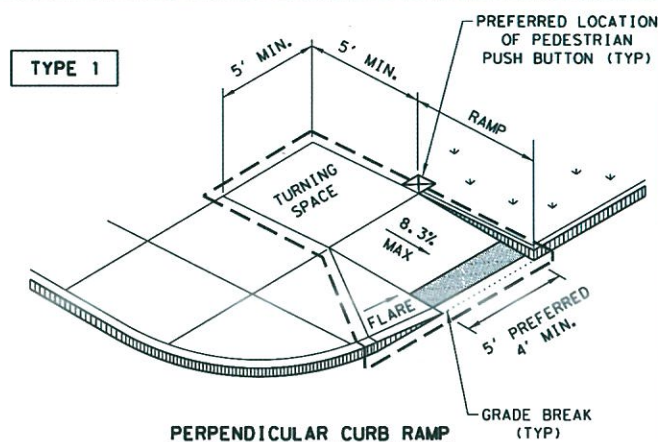 TYPE 1
5' MIN.
5' MIN.
PREFERRED LOCATION
OF PEDESTRIAN
PUSH BUTTON (TYP)
RAMP
TURNING
SPACE
8.3%
MAX
FLARE
5' PREFERRED
4' MIN.
GRADE BREAK
(TYP)
PERPENDICULAR CURB RAMP